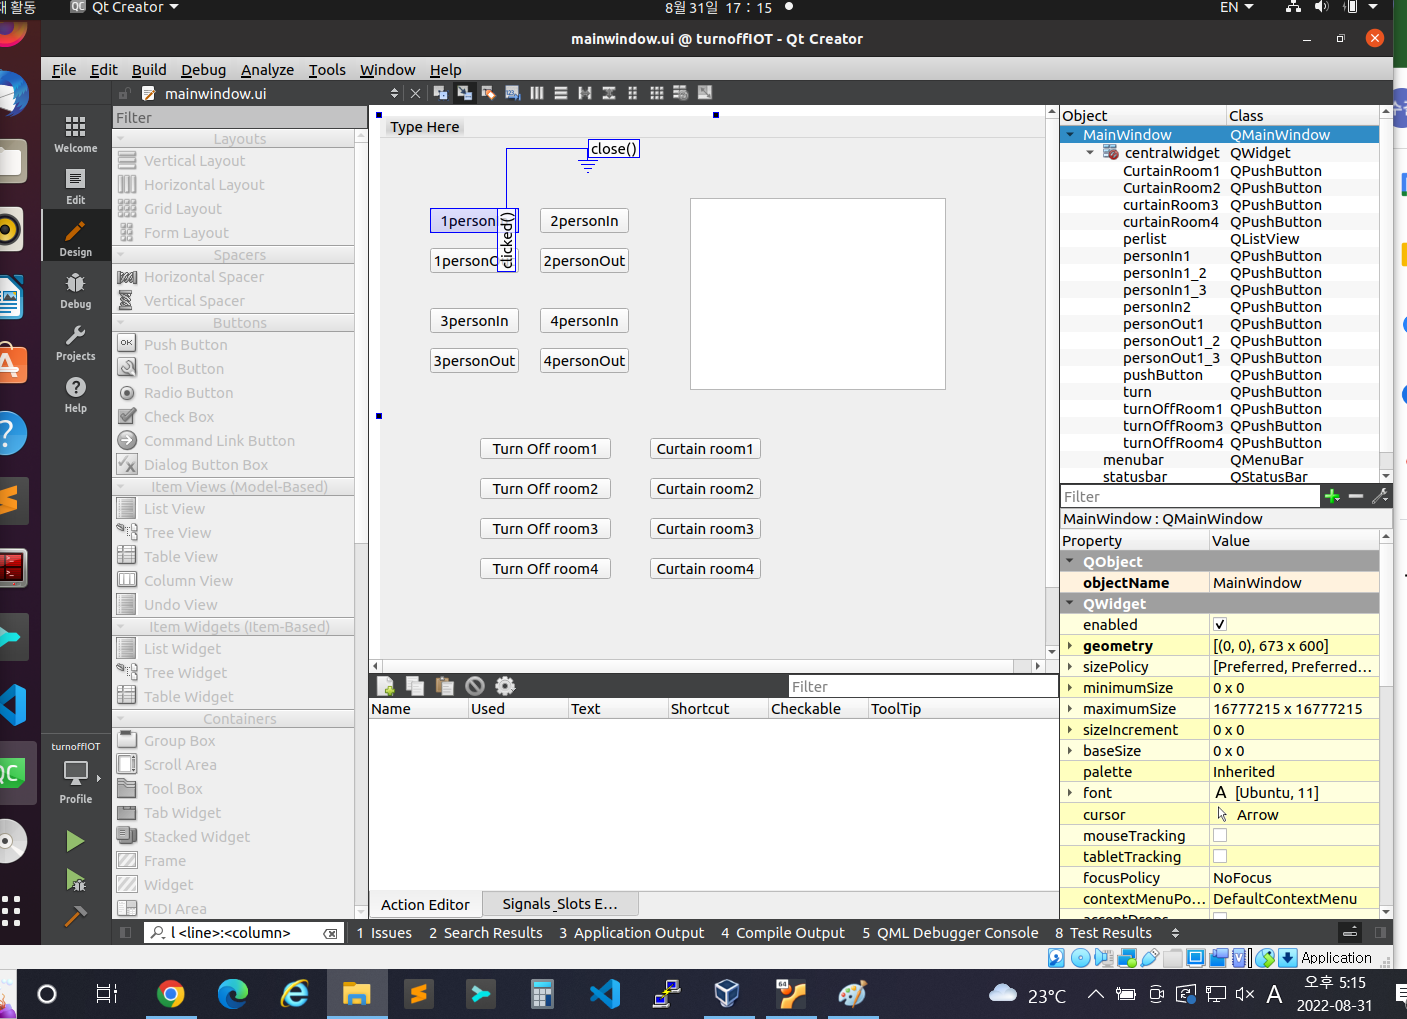 대 활동
QC Qt Creator
8월 31일 17 : 15
EN
mainwindow.ui @ turnoffIOT - Qt Creator
File Edit Build Debug Analyze Tools Window Help
mainwindow.ui
Welcome
Edit
Design
Debug
Projects
Help
turnoffIOT
Profile
Filter
Layouts
Vertical Layout
Horizontal Layout
Grid Layout
Form Layout
Spacers
Horizontal Spacer
Vertical Spacer
Buttons
OK Push Button
Tool Button
Radio Button
Check Box
Command Link Button
Dialog Button Box
Item Views (Model-Based)
List View
Tree View
Table View
Column View
Undo View
Item Widgets (Item-Based)
List Widget
Tree Widget
Table Widget
Containers
Group Box
Scroll Area
Tool Box
Tab Widget
Stacked Widget
Frame
Widget
MDI Area
Type Here
close()
clicked()
1person
2personIn
1personO
2personOut
3personIn
4personIn
3personOut
4personOut
Turn Off room1
Curtain room1
Turn Off room2
Curtain room2
Turn Off room3
Curtain room3
Turn Off room4
Curtain room4
Filter
Name Used Text Shortcut Checkable ToolTip
Action Editor
Signals _Slots E...
Object Class
MainWindow QMainWindow
centralwidget QWidget
CurtainRoom1 QPushButton
CurtainRoom2 QPushButton
curtainRoom3 QPushButton
curtainRoom4 QPushButton
perlist QListView
personIn1 QPushButton
personIn1_2 QPushButton
personIn1_3 QPushButton
personIn2 QPushButton
personOut1 QPushButton
personOut1_2 QPushButton
personOut1_3 QPushButton
pushButton QPushButton
turn QPushButton
turnOffRoom1 QPushButton
turnOffRoom3 QPushButton
turnOffRoom4 QPushButton
menubar QMenuBar
statusbar QStatusBar
Filter
MainWindow : QMainWindow
Property Value
QObject
objectName MainWindow
QWidget
enabled
geometry [(0, 0), 673 x 600]
sizePolicy [Preferred, Preferred...
minimumSize 0 x 0
maximumSize 16777215 x 16777215
sizeIncrement 0 x 0
baseSize 0 x 0
palette Inherited
font A [Ubuntu, 11]
cursor Arrow
mouseTracking
tabletTracking
focusPolicy NoFocus
contextMenuPo... DefaultContextMenu
acceptDrops
l <line>:<column>
1 Issues 2 Search Results 3 Application Output 4 Compile Output 5 QML Debugger Console 8 Test Results
Application
23°C
A
오후 5:15
2022-08-31